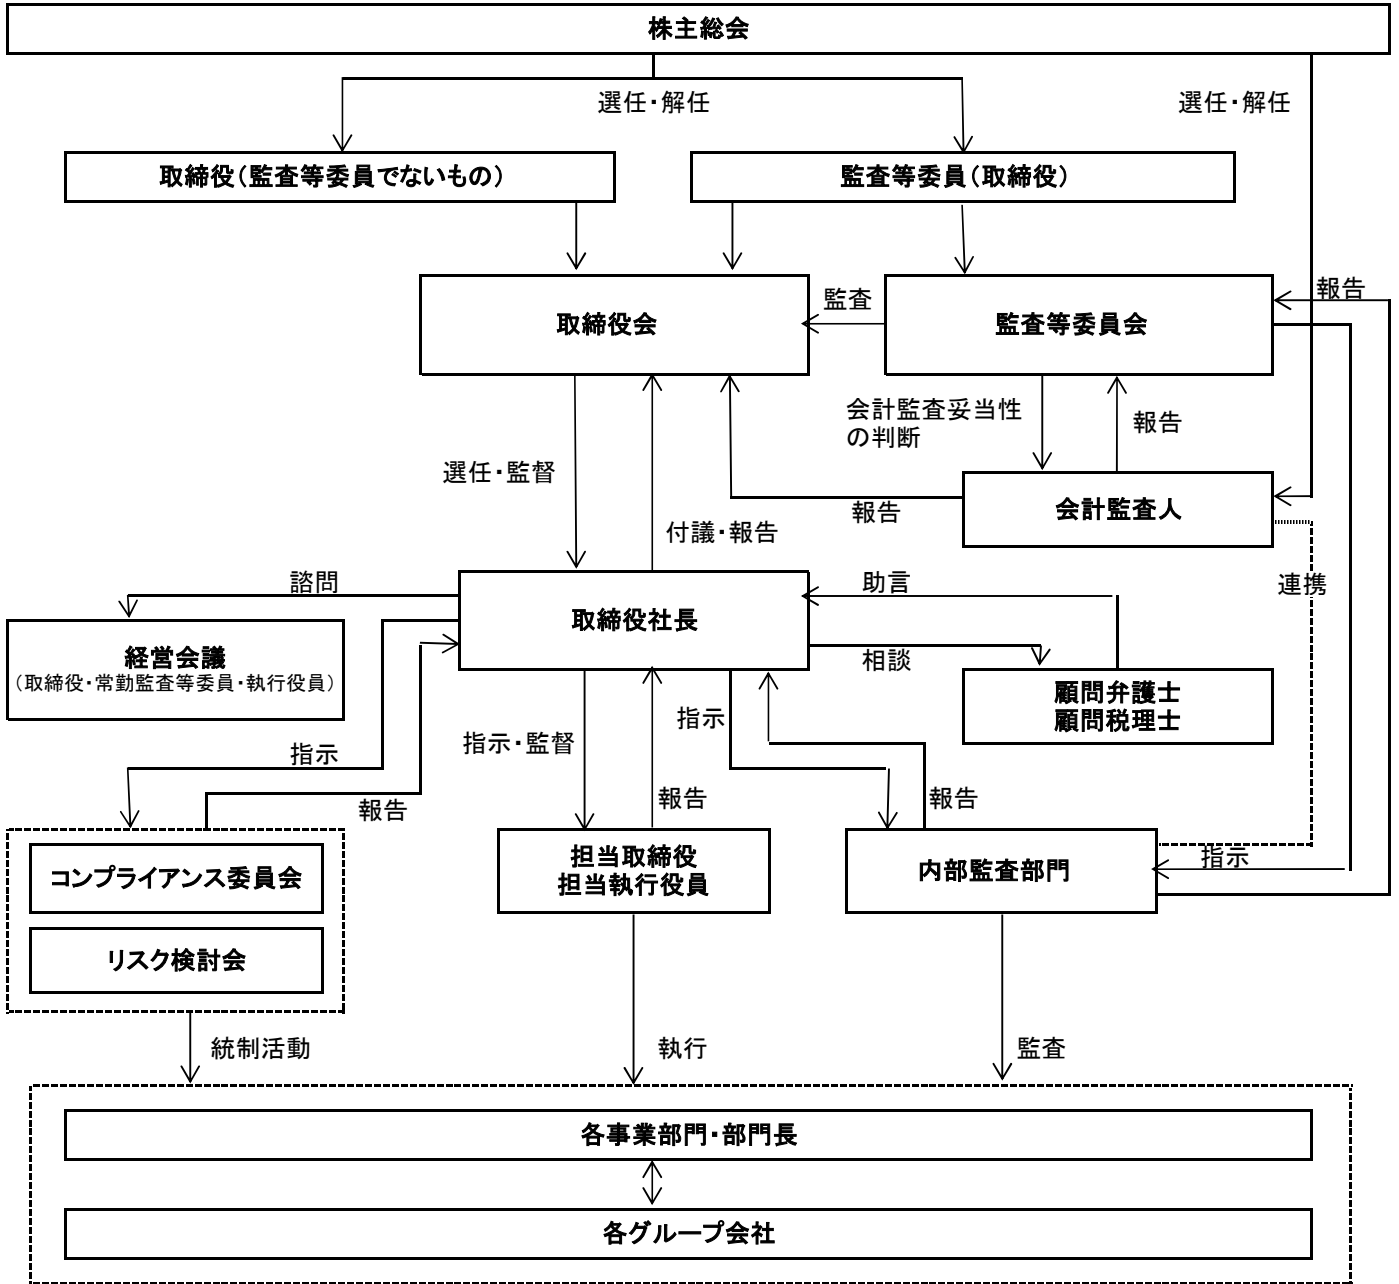 株主総会
選任・解任
選任・解任
取締役（監査等委員でないもの）
監査等委員（取締役）
取締役会
監査
監査等委員会
報告
会計監査妥当性
の判断
報告
選任・監督
付議・報告
報告
会計監査人
連携
諮問
取締役社長
助言
相談
経営会議
（取締役・常勤監査等委員・執行役員）
顧問弁護士
顧問税理士
指示
報告
指示・監督
報告
指示
報告
コンプライアンス委員会
リスク検討会
担当取締役
担当執行役員
内部監査部門
指示
統制活動
執行
監査
各事業部門・部門長
各グループ会社